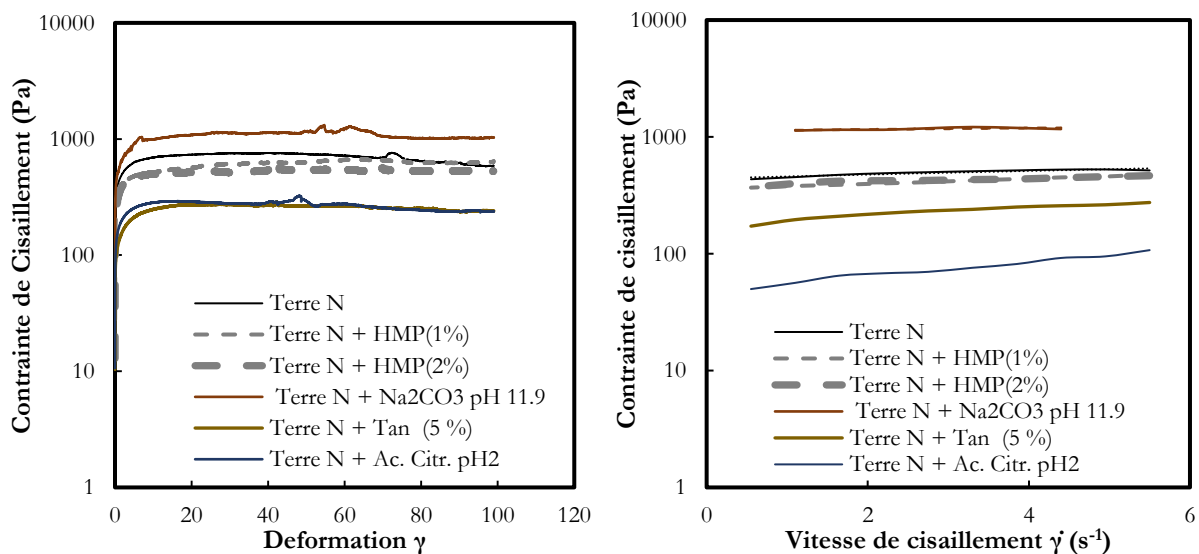 Contrainte de Cisaillement (Pa)
10000
1000
100
10
1
Terre N
Terre N + HMP(1%)
Terre N + HMP(2%)
Terre N + Na2CO3 pH 11.9
Terre N + Tan (5 %)
Terre N + Ac. Citr. pH2
0 20 40 60 80 100 120
Deformation γ
Contrainte de cisaillement (Pa)
10000
1000
100
10
1
Terre N
Terre N + HMP(1%)
Terre N + HMP(2%)
Terre N + Na2CO3 pH 11.9
Terre N + Tan (5 %)
Terre N + Ac. Citr. pH2
0 2 4 6
Vitesse de cisaillement γ̇ (s⁻¹)